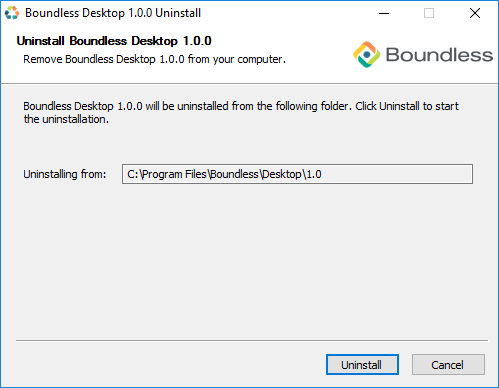 Boundless Desktop 1.0.0 Uninstall
Uninstall Boundless Desktop 1.0.0
Remove Boundless Desktop 1.0.0 from your computer.
Boundless
Boundless Desktop 1.0.0 will be uninstalled from the following folder. Click Uninstall to start
the uninstallation.
Uninstalling from: C:\Program Files\Boundless\Desktop\1.0
Uninstall Cancel